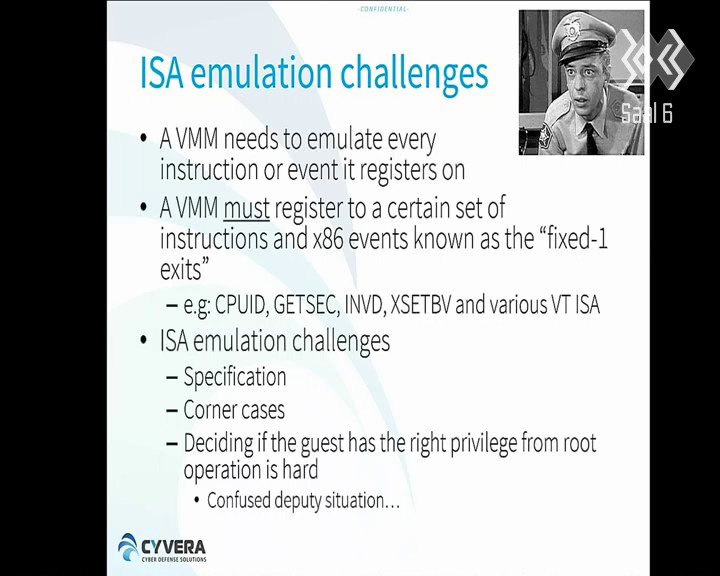 -CONFIDENTIAL-
ISA emulation challenges
Saal 6
• A VMM needs to emulate every
instruction or event it registers on
• A VMM must register to a certain set of
instructions and x86 events known as the “fixed-1
exits”
– e.g: CPUID, GETSEC, INVD, XSETBV and various VT ISA
• ISA emulation challenges
– Specification
– Corner cases
– Deciding if the guest has the right privilege from root
operation is hard
• Confused deputy situation…
CYVERA
CYBER DEFENSE SOLUTIONS